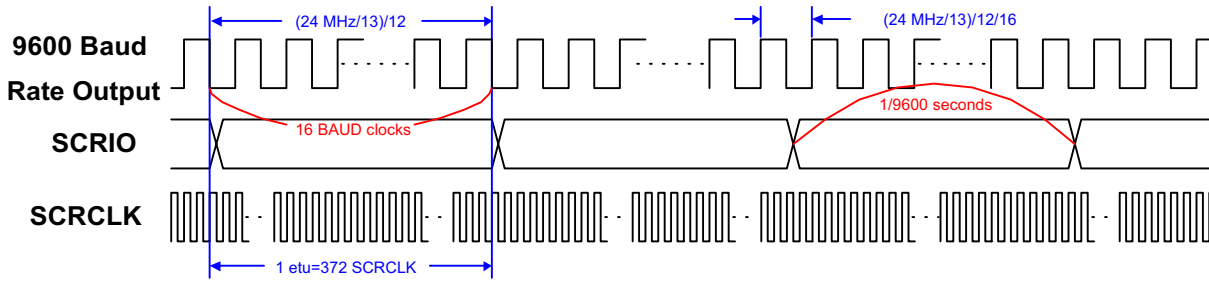 (24 MHz/13)/12
(24 MHz/13)/12/16
9600 Baud
Rate Output
1/9600 seconds
16 BAUD clocks
SCRIO
SCRCLK
1 etu=372 SCRCLK